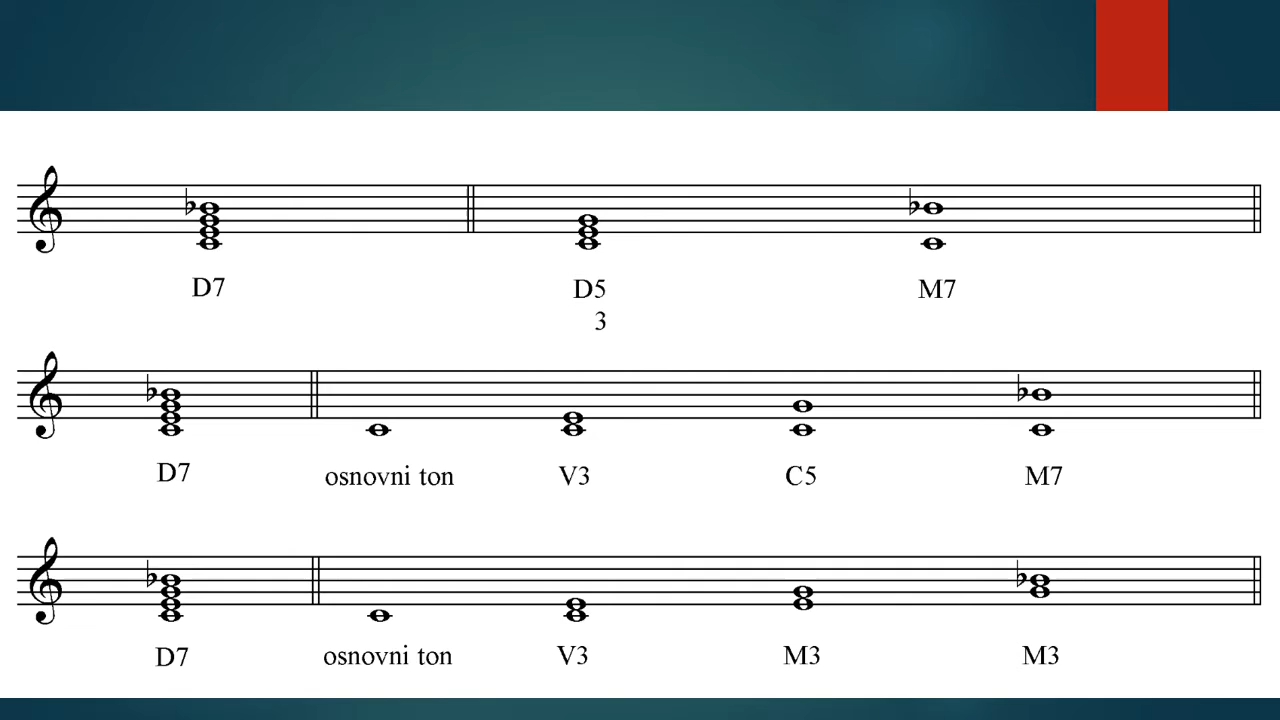 D7 D5 M7
3
D7 osnovni ton V3 C5 M7
D7 osnovni ton V3 M3 M3